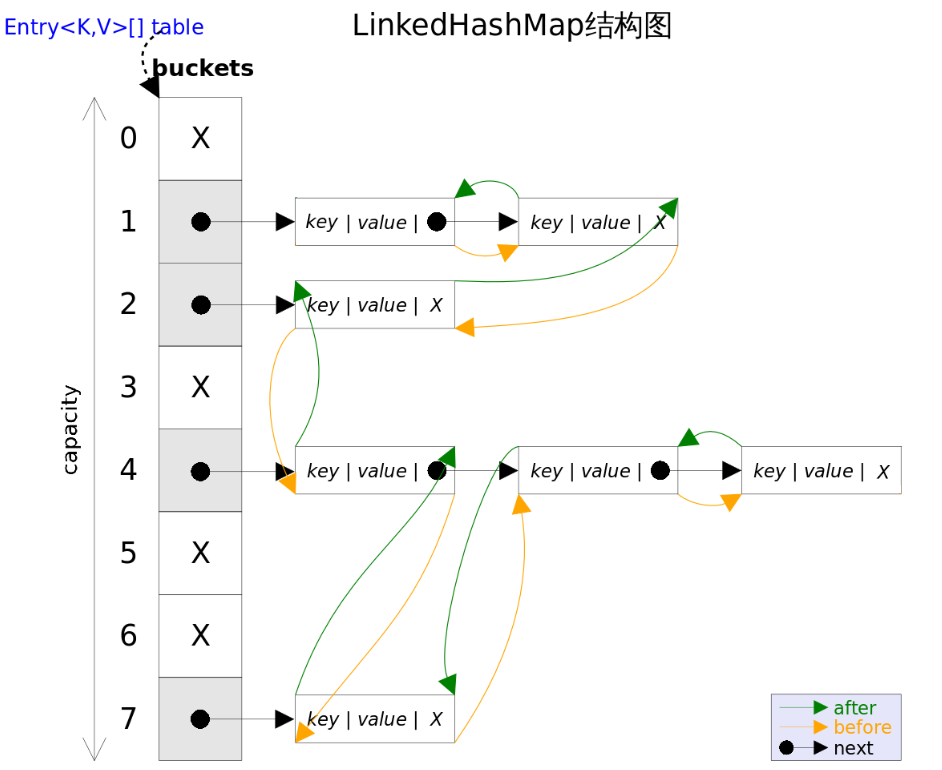 LinkedHashMap结构图
Entry<K,V>[] table
buckets
capacity
0 X
1 key | value | key | value | X
2 key | value | X
3 X
4 key | value | key | value | key | value | X
5 X
6 X
7 key | value | X
after
before
next